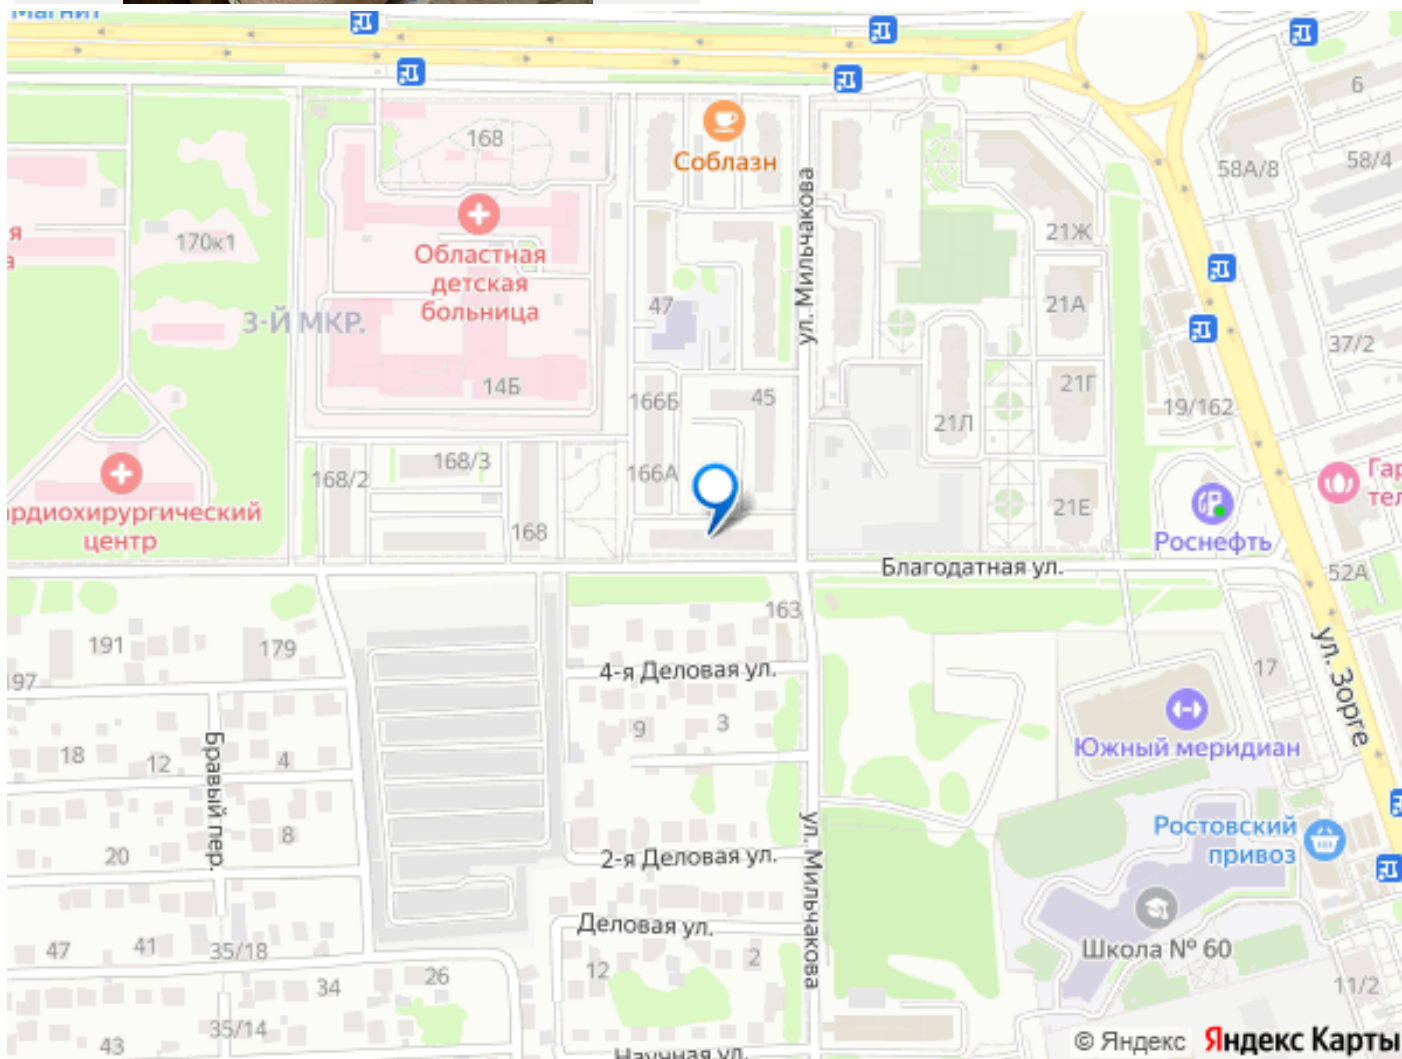 Магнит
6
168
Соблазн
58А/8
58/4
ул. Мильчакова
170к1
я
а
Областная
детская
больница
21Ж
3-Й МКР.
47
21А
37/2
14Б
166Б
45
21Г
19/162
21Л
168/2
168/3
166А
Гар
тел
рдиохирургический
центр
168
21Е
Роснефть
Благодатная ул.
52А
163
191
179
197
4-я Деловая ул.
17
ул. Зорге
9
3
18
12
4
Бравый пер.
Южный меридиан
8
20
2-я Деловая ул.
ул. Мильчакова
Ростовский
привоз
47
41
35/18
Деловая ул.
12
2
Школа № 60
34
26
11/2
35/14
43
Научная ул.
© Яндекс Яндекс Карты